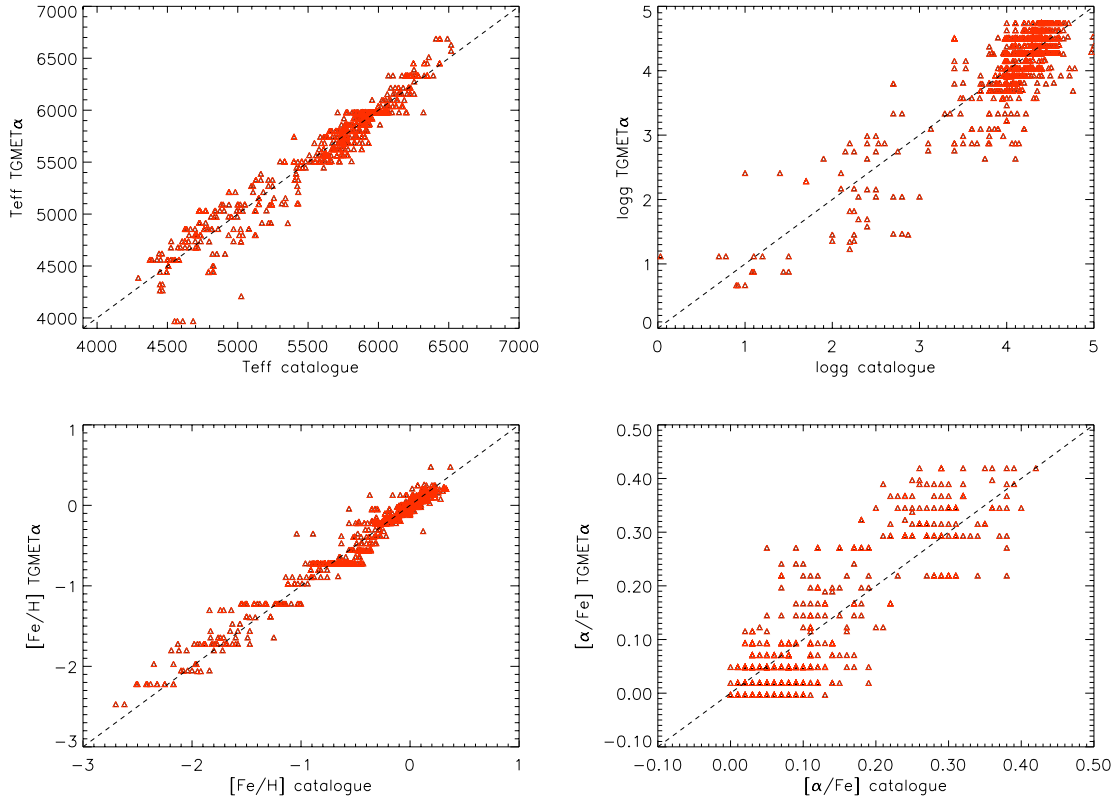 7000
6500
6000
5500
5000
4500
4000
Teff TGMETα
4000 4500 5000 5500 6000 6500 7000
Teff catalogue
5
4
3
2
1
0
logg TGMETα
0 1 2 3 4 5
logg catalogue
1
0
−1
−2
−3
[Fe/H] TGMETα
−3 −2 −1 0 1
[Fe/H] catalogue
0.50
0.40
0.30
0.20
0.10
0.00
−0.10
[α/Fe] TGMETα
−0.10 0.00 0.10 0.20 0.30 0.40 0.50
[α/Fe] catalogue